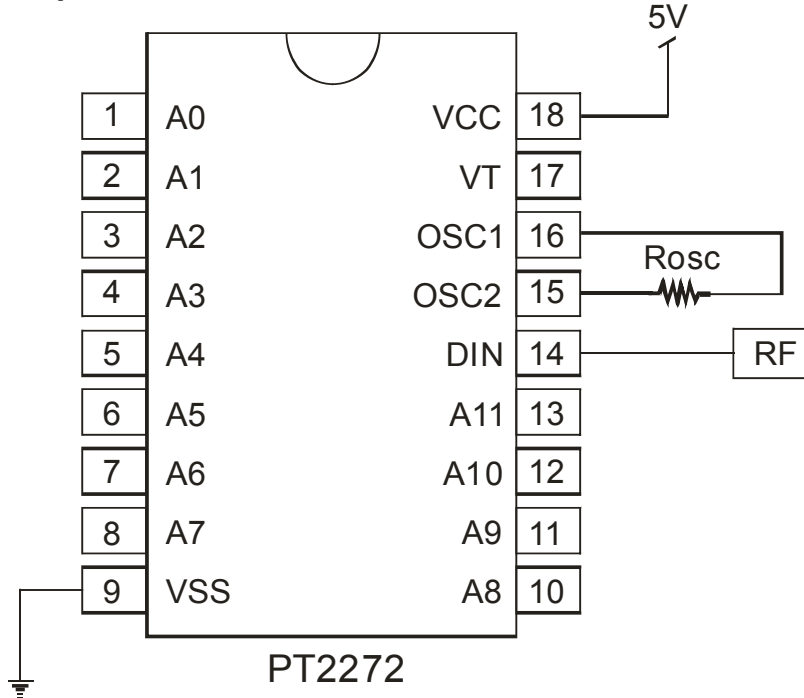 5V
1 A0 VCC 18
2 A1 VT 17
3 A2 OSC1 16
Rosc
4 A3 OSC2 15
5 A4 DIN 14 RF
6 A5 A11 13
7 A6 A10 12
8 A7 A9 11
9 VSS A8 10
PT2272